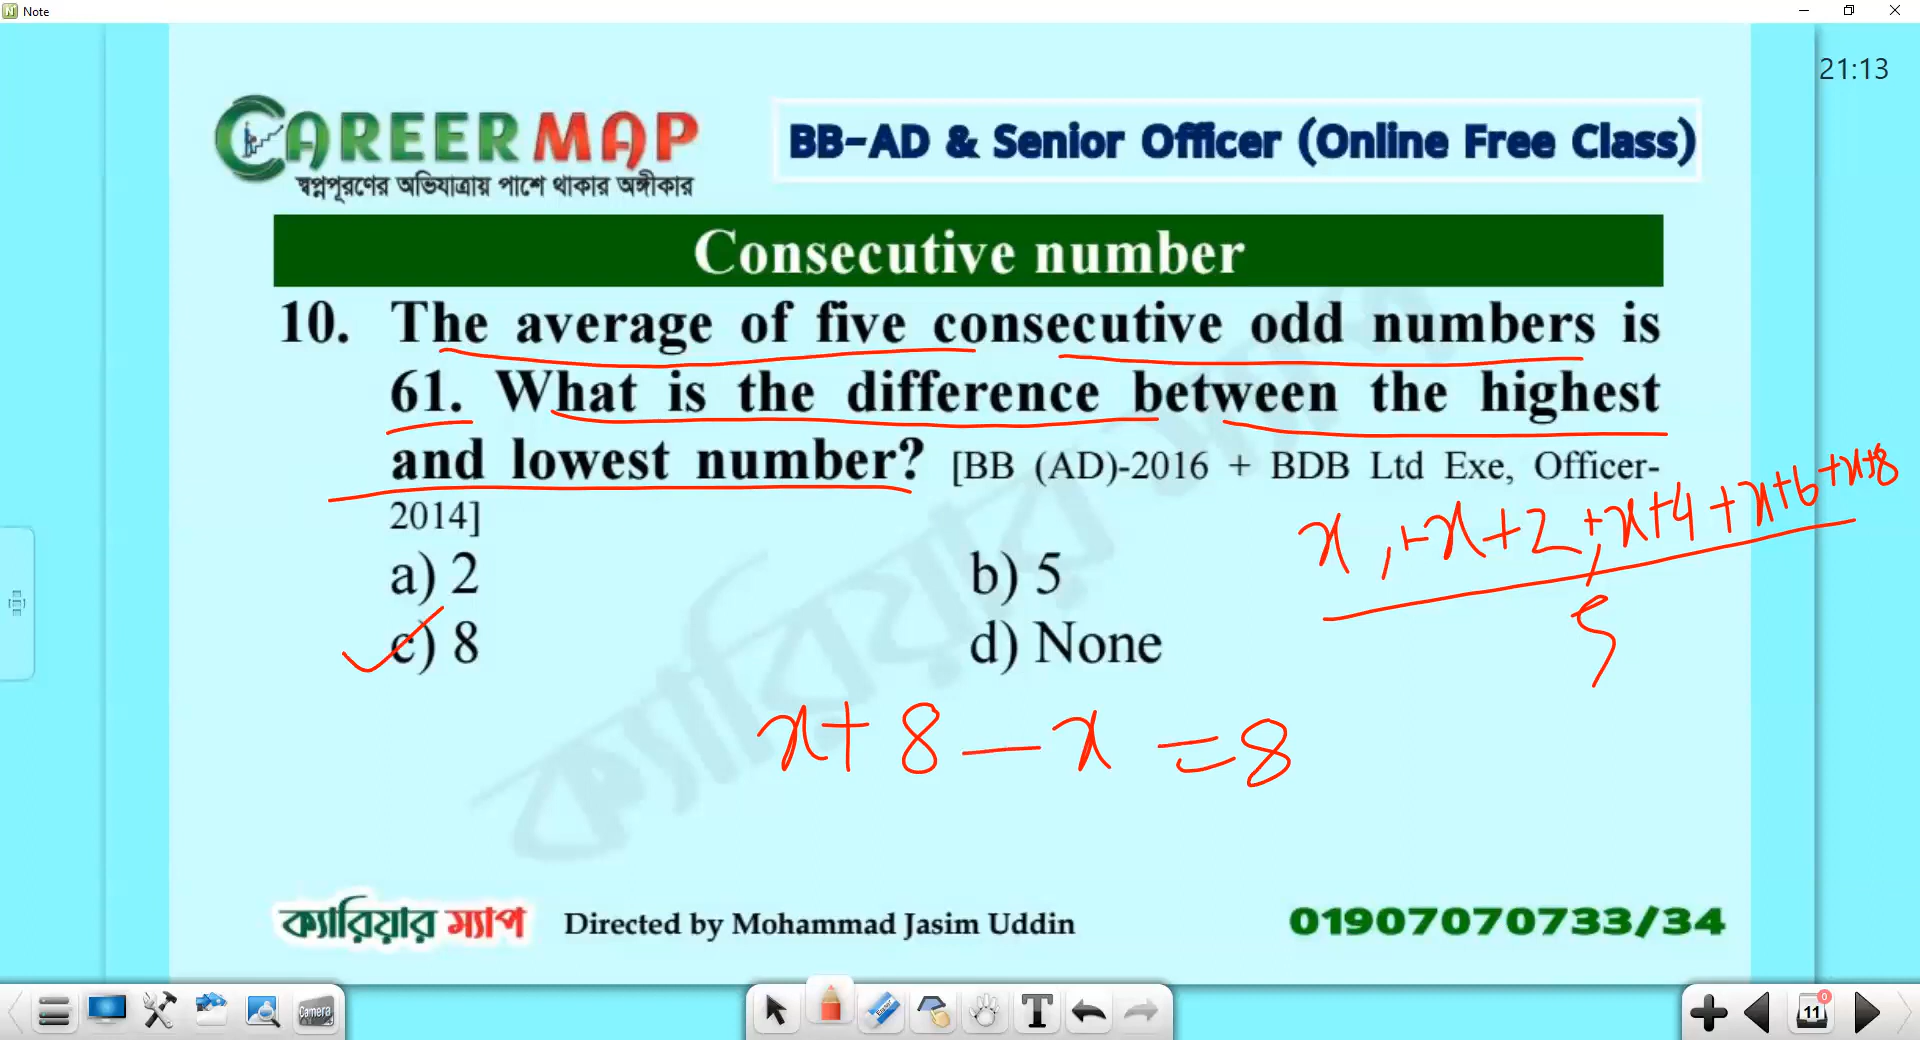 Note
21:13
CAREER MAP
স্বপ্নপূরণের অভিযাত্রায় পাশে থাকার অঙ্গীকার
BB-AD & Senior Officer (Online Free Class)
Consecutive number
10. The average of five consecutive odd numbers is
61. What is the difference between the highest
and lowest number? [BB (AD)-2016 + BDB Ltd Exe, Officer-
2014]
x, +x+2, +x+4+x+6+x+8
5
a) 2
b) 5
c) 8
d) None
x+8-x=8
ক্যারিয়ার ম্যাপ
ক্যারিয়ার ম্যাপ
Directed by Mohammad Jasim Uddin
01907070733/34
Camera
T
11
0